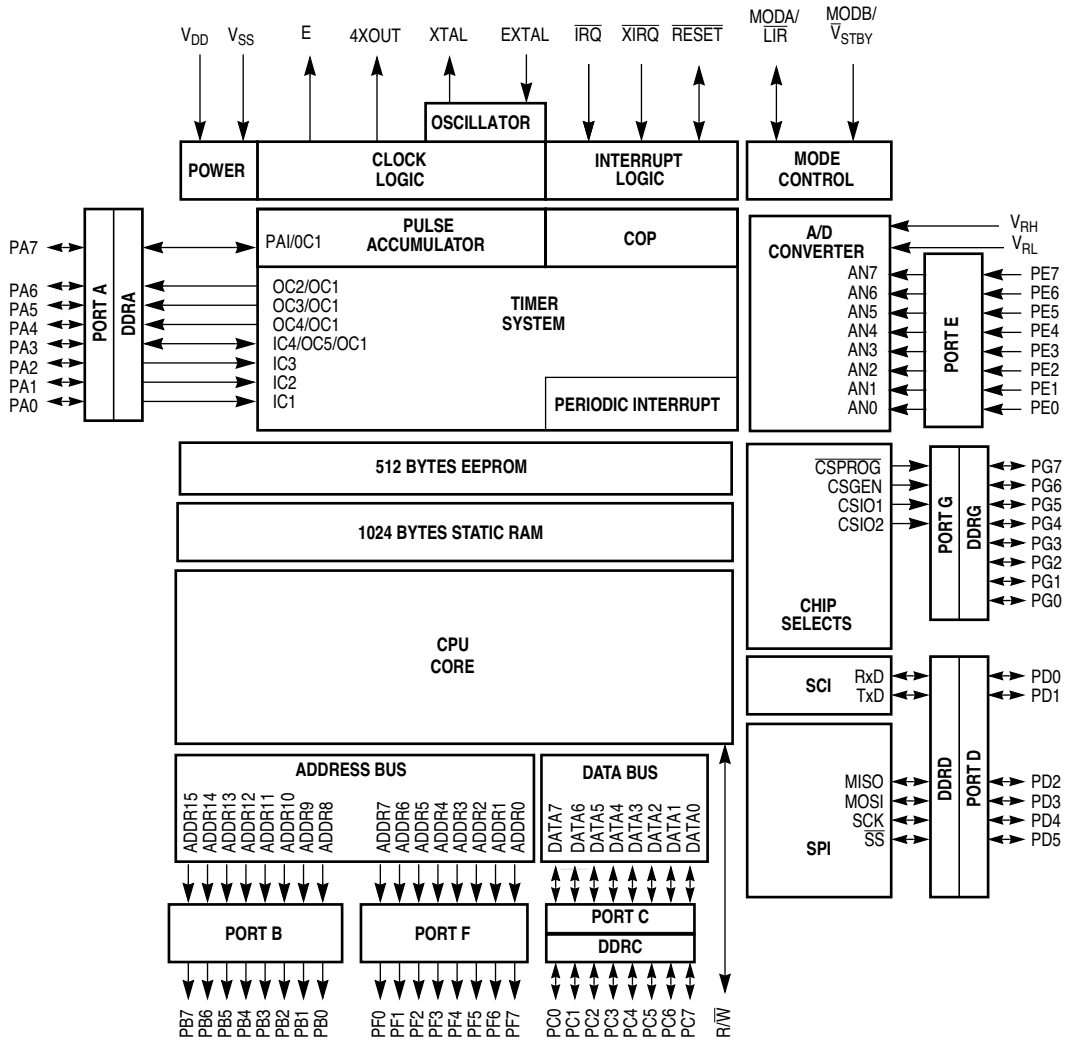 VDD VSS E 4XOUT XTAL EXTAL IRQ XIRQ RESET MODA/ LIR MODB/ VSTBY
OSCILLATOR
POWER
CLOCK
LOGIC
INTERRUPT
LOGIC
MODE
CONTROL
PORT A
DDRA
PA7
PA6
PA5
PA4
PA3
PA2
PA1
PA0
PAI/0C1
PULSE
ACCUMULATOR
COP
OC2/OC1
OC3/OC1
OC4/OC1
IC4/OC5/OC1
IC3
IC2
IC1
TIMER
SYSTEM
PERIODIC INTERRUPT
A/D
CONVERTER
VRH
VRL
AN7
AN6
AN5
AN4
AN3
AN2
AN1
AN0
PORT E
PE7
PE6
PE5
PE4
PE3
PE2
PE1
PE0
512 BYTES EEPROM
1024 BYTES STATIC RAM
CPU
CORE
CSPROG
CSGEN
CSIO1
CSIO2
CHIP
SELECTS
PORT G
DDRG
PG7
PG6
PG5
PG4
PG3
PG2
PG1
PG0
SCI
RxD
TxD
SPI
MISO
MOSI
SCK
SS
DDRD
PORT D
PD0
PD1
PD2
PD3
PD4
PD5
ADDRESS BUS
ADDR15
ADDR14
ADDR13
ADDR12
ADDR11
ADDR10
ADDR9
ADDR8
ADDR7
ADDR6
ADDR5
ADDR4
ADDR3
ADDR2
ADDR1
ADDR0
DATA BUS
DATA7
DATA6
DATA5
DATA4
DATA3
DATA2
DATA1
DATA0
PORT B
PORT F
PORT C
DDRC
PB7
PB6
PB5
PB4
PB3
PB2
PB1
PB0
PF0
PF1
PF2
PF3
PF4
PF5
PF6
PF7
PC0
PC1
PC2
PC3
PC4
PC5
PC6
PC7
R/W